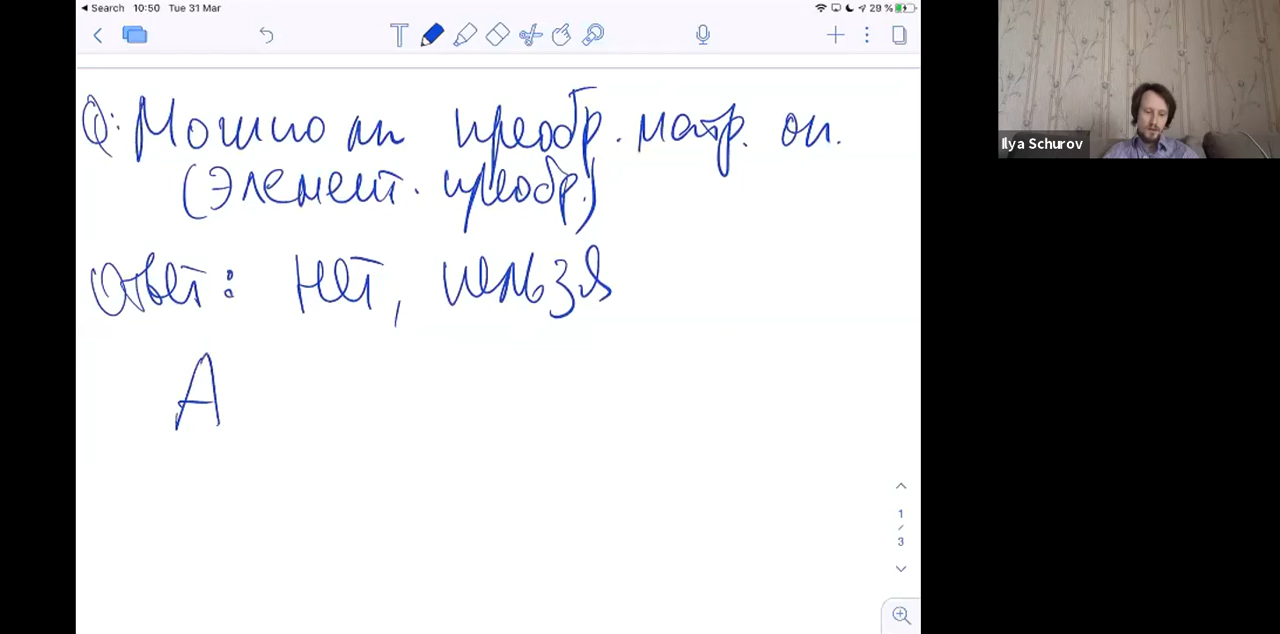 Search 10:50 Tue 31 Mar
29 %
Q: Можно ли преобр. матр. оп.
(Элемент. преобр.)
Ответ: нет, нельзя
A
1
/
3
Ilya Schurov